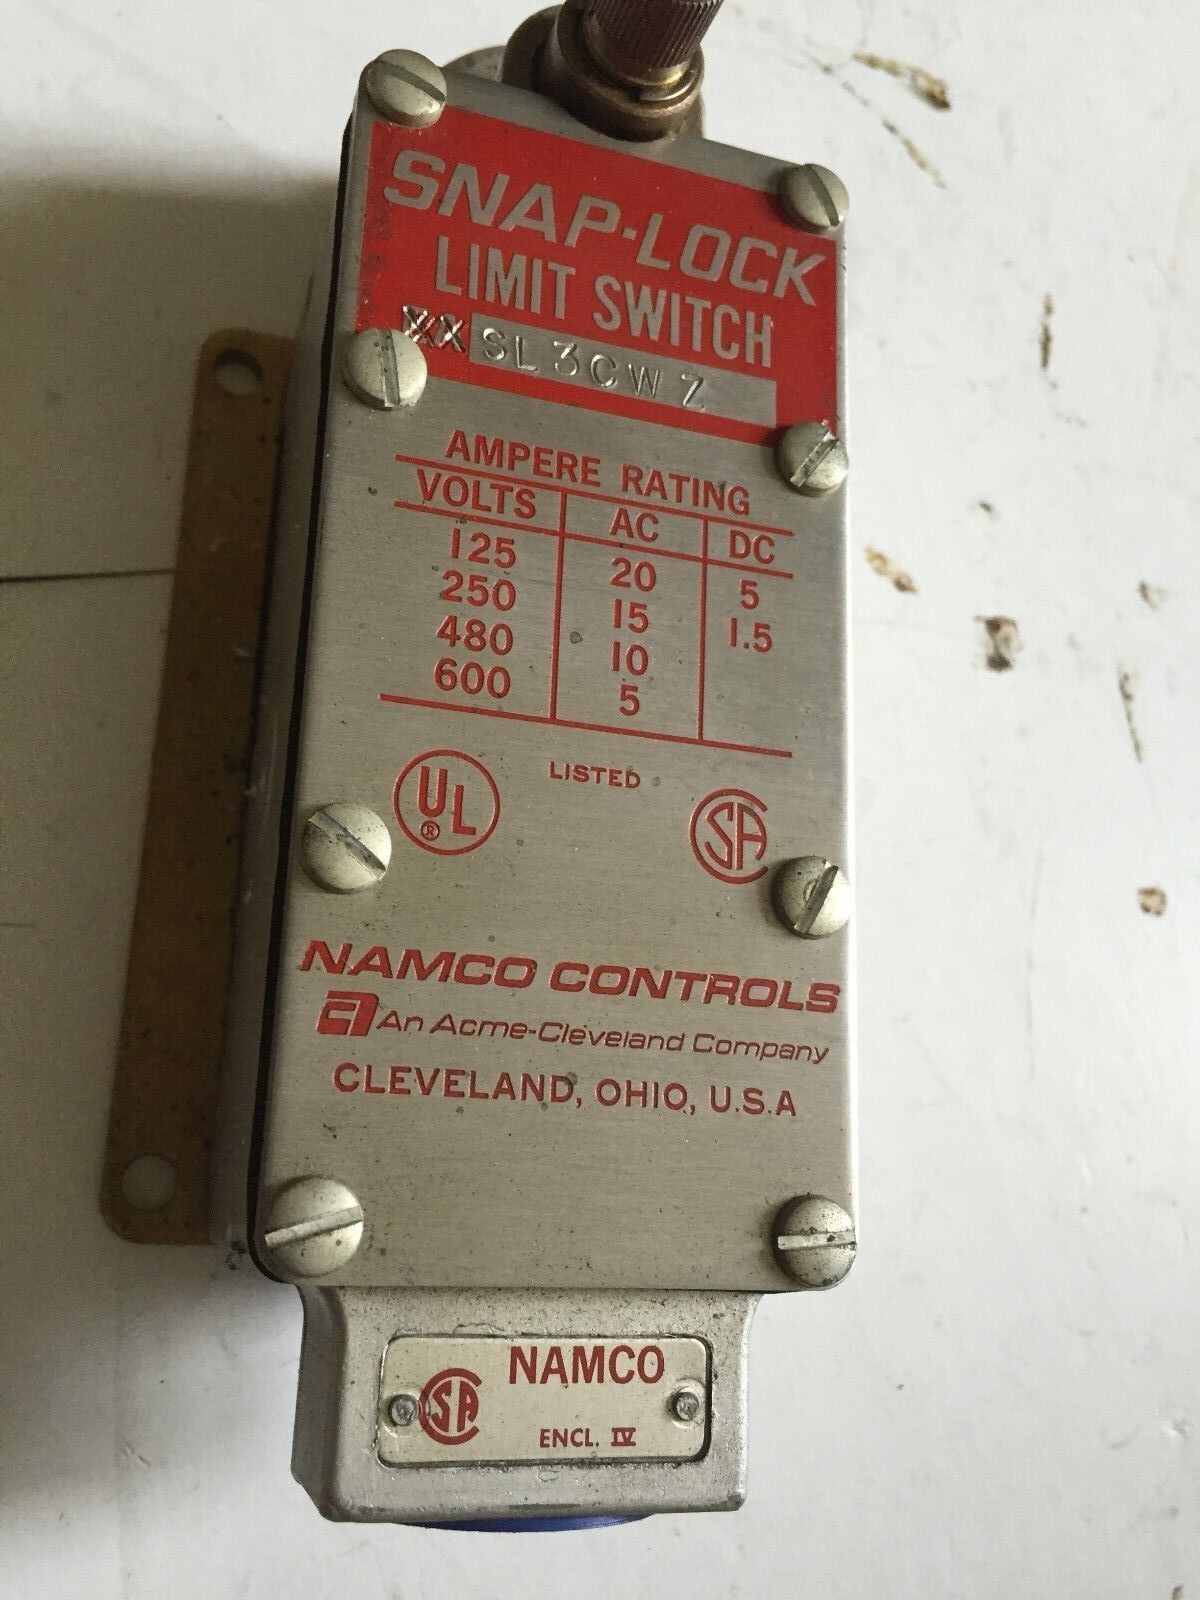 SNAP-LOCK
LIMIT SWITCH
XX SL3CWZ
AMPERE RATING
VOLTS AC DC
125 20 5
250 15 1.5
480 10
600 5
UL ® LISTED SA
NAMCO CONTROLS
An Acme-Cleveland Company
CLEVELAND, OHIO, U.S.A
SA NAMCO
ENCL. IV